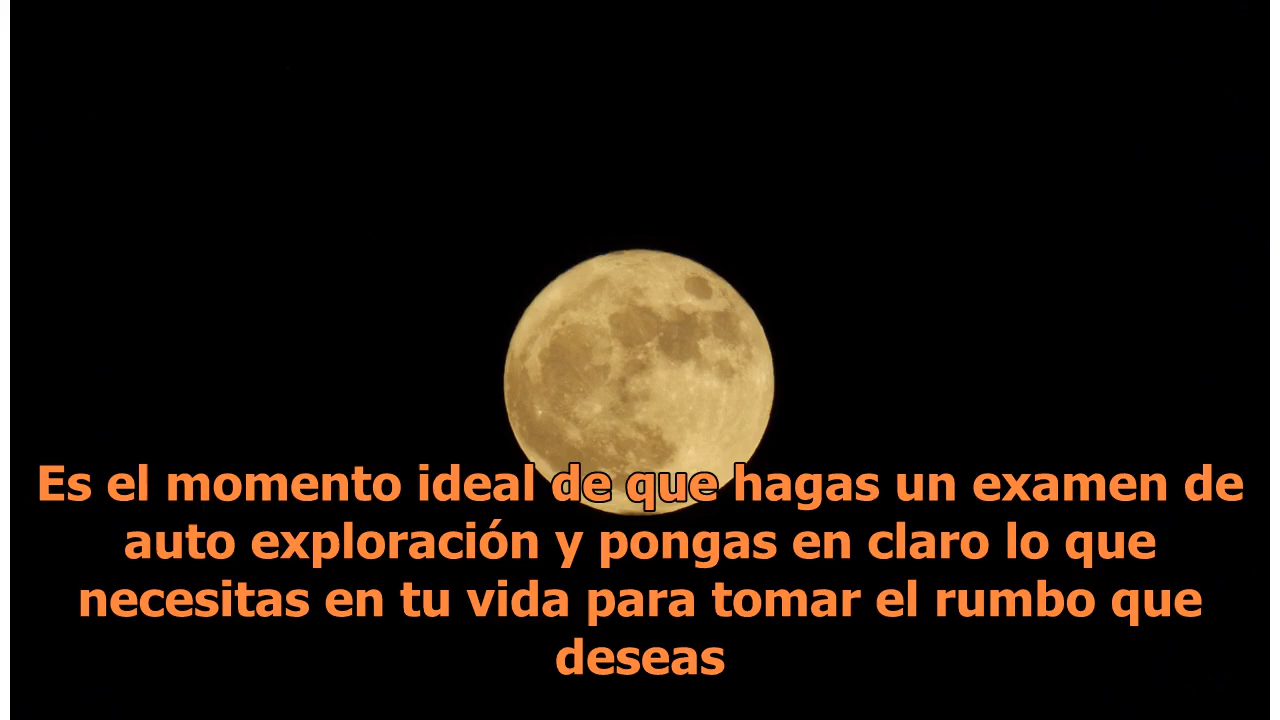 Es el momento ideal de que hagas un examen de
auto exploración y pongas en claro lo que
necesitas en tu vida para tomar el rumbo que
deseas